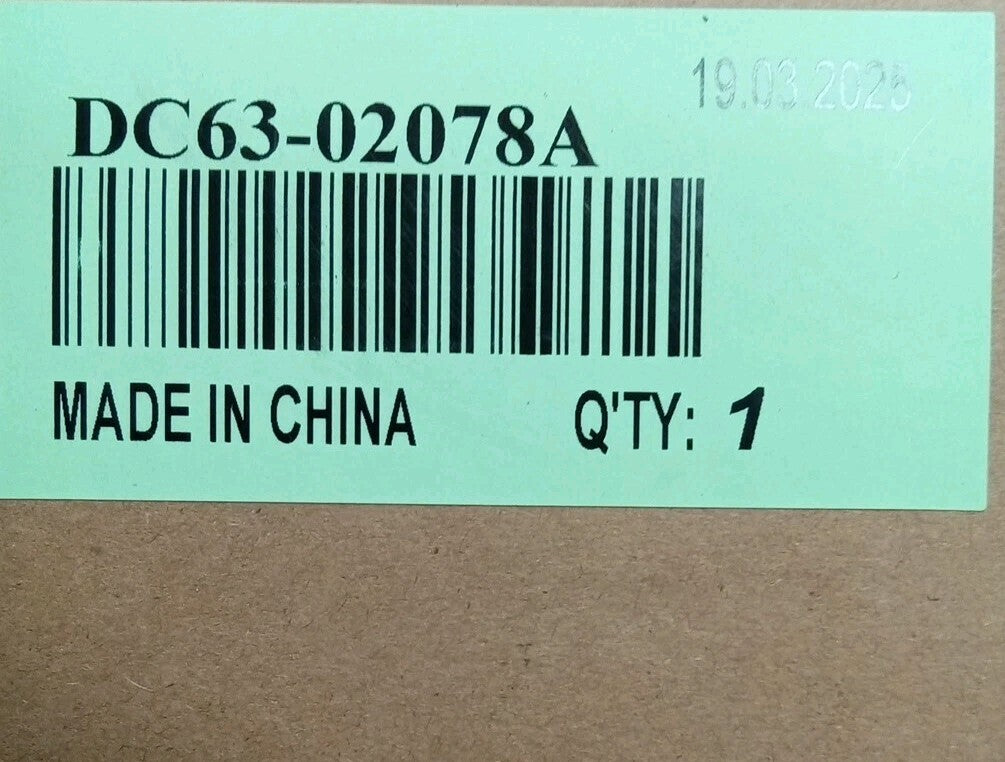 19.03.2025
DC63-02078A
MADE IN CHINA
Q'TY: 1